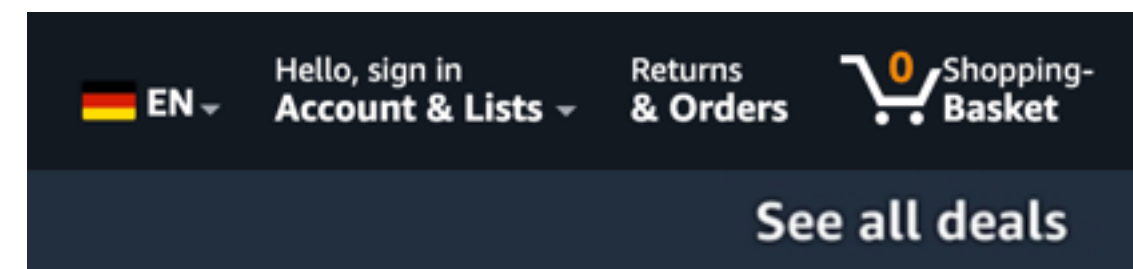 EN
Hello, sign in
Account & Lists
Returns
& Orders
0
Shopping-
Basket
See all deals